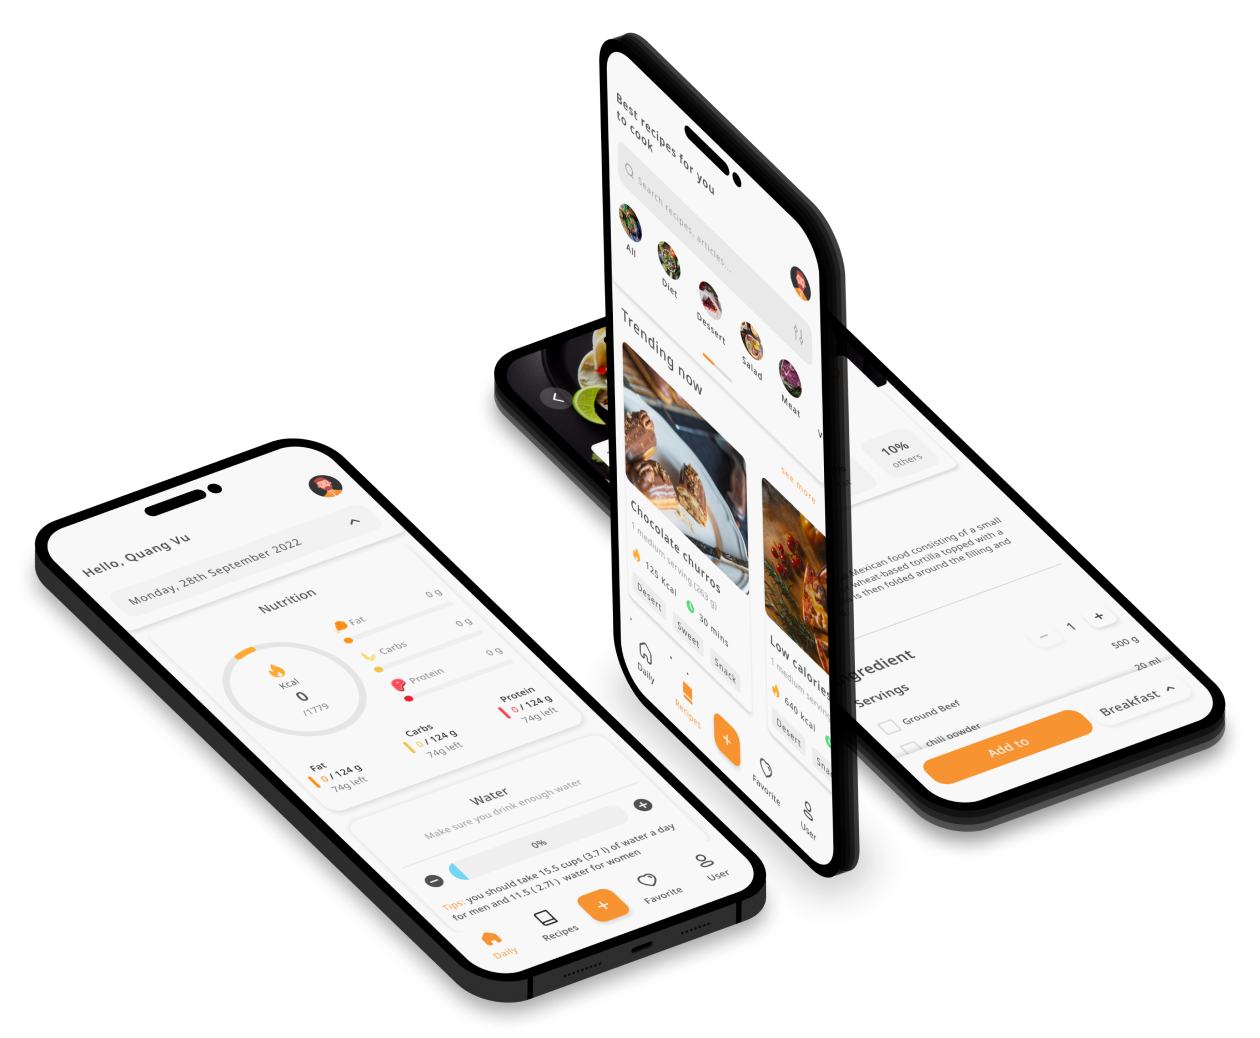 Hello, Quang Vu
Monday, 28th September 2022
Nutrition
Kcal
0
/1779
Fat
0 g
Carbs
0 g
Protein
0 g
Fat
0 / 124 g
74g left
Carbs
0 / 124 g
74g left
Protein
0 / 124 g
74g left
Water
Make sure you drink enough water
0%
Tips: you should take 15.5 cups (3.7 l) of water a day
for men and 11.5 ( 2.7l ) water for women
Daily
Recipes
Favorite
User
Best recipes for you
to cook
Search recipes, articles...
All
Diet
Dessert
Salad
Meat
V
Trending now
see more
Chocolate churros
1 medium serving (263 g)
125 Kcal
30 mins
Desert
Sweet
Snack
Low calories
1 medium serving
640 kcal
Desert
Snac
Daily
Recipes
Favorite
User
10%
others
Mexican food consisting of a small
wheat-based tortilla topped with a
is then folded around the filling and
ngredient
Servings
1
Ground Beef
500 g
chili powder
20 ml
Add to
Breakfast